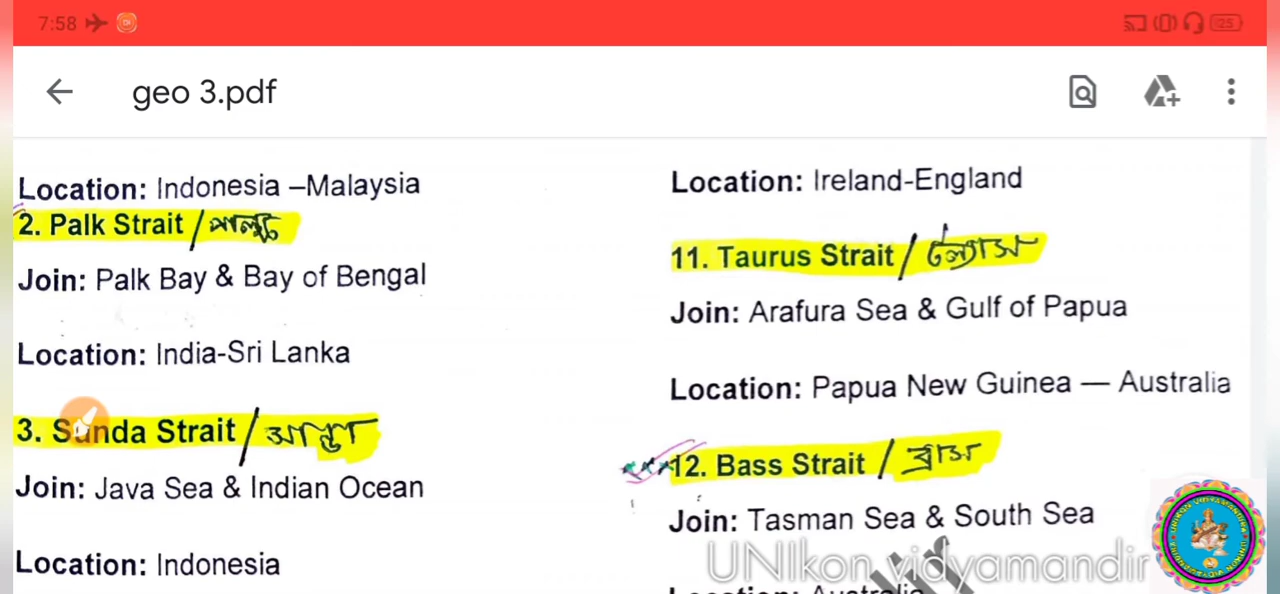 7:58
25
geo 3.pdf
Location: Indonesia –Malaysia
2. Palk Strait / পাল্ক
Join: Palk Bay & Bay of Bengal
Location: India-Sri Lanka
3. Sunda Strait /
Join: Java Sea & Indian Ocean
Location: Indonesia
Location: Ireland-England
11. Taurus Strait /
Join: Arafura Sea & Gulf of Papua
Location: Papua New Guinea — Australia
12. Bass Strait /
Join: Tasman Sea & South Sea
UNIkon vidyamandir